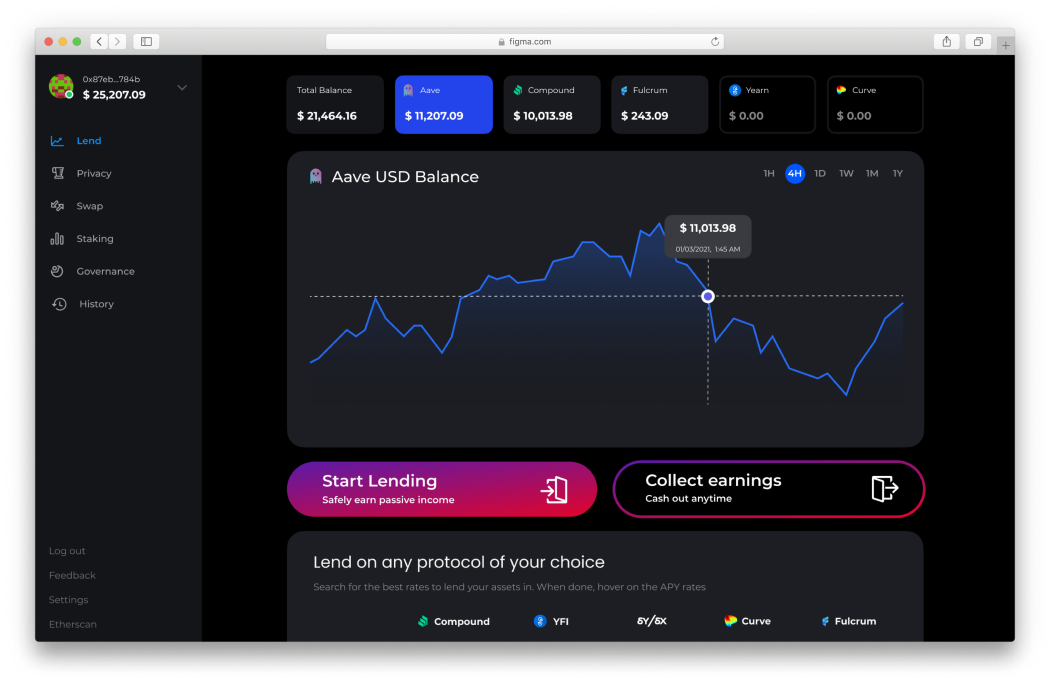 figma.com
0x87eb...784b
$ 25,207.09
Lend
Privacy
Swap
Staking
Governance
History
Log out
Feedback
Settings
Etherscan
Total Balance
$ 21,464.16
Aave
$ 11,207.09
Compound
$ 10,013.98
Fulcrum
$ 243.09
Yearn
$ 0.00
Curve
$ 0.00
Aave USD Balance
1H 4H 1D 1W 1M 1Y
$ 11,013.98
01/03/2021, 1:45 AM
Start Lending
Safely earn passive income
Collect earnings
Cash out anytime
Lend on any protocol of your choice
Search for the best rates to lend your assets in. When done, hover on the APY rates
Compound YFI δY/δX Curve Fulcrum